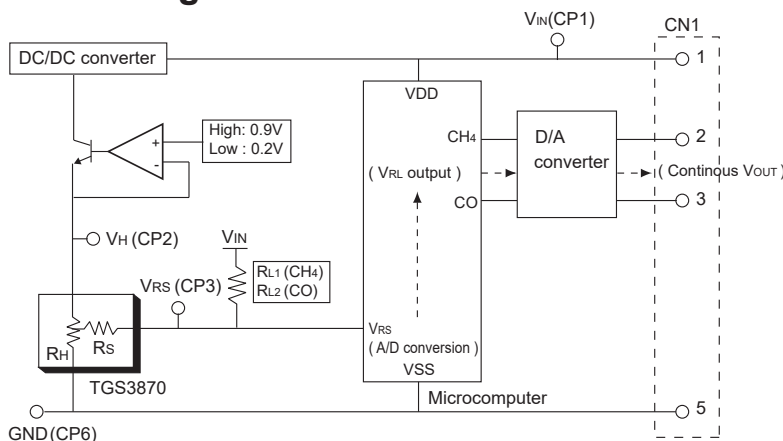 VIN(CP1)
CN1
DC/DC converter
1
VDD
High: 0.9V
Low : 0.2V
+
-
CH4
D/A
converter
2
( VRL output )
( Continous VOUT )
CO
3
VH (CP2)
VIN
VRS (CP3)
RL1 (CH4)
RL2 (CO)
VRS
( A/D conversion )
RH
RS
VSS
TGS3870
Microcomputer
5
GND (CP6)